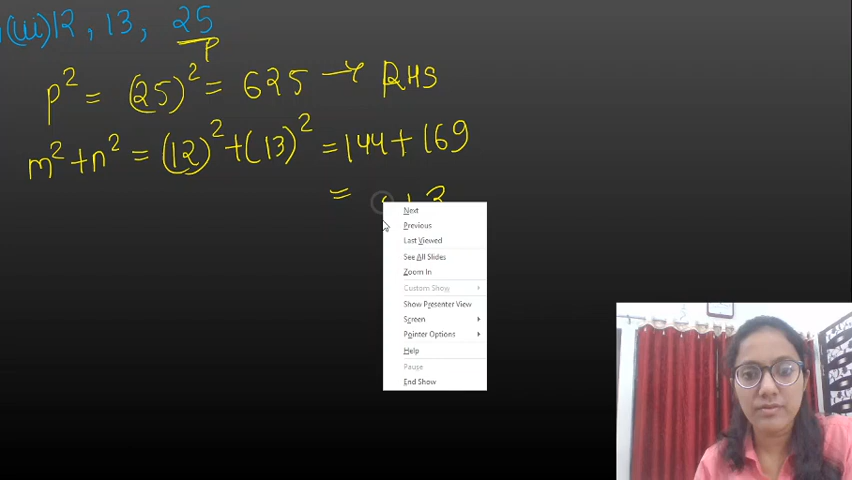 (iii) 12, 13, 25
P
p² = (25)² = 625 → RHS
m² + n² = (12)² + (13)² = 144 + 169
=
Next
Previous
Last Viewed
See All Slides
Zoom In
Custom Show
Show Presenter View
Screen
Pointer Options
Help
Pause
End Show